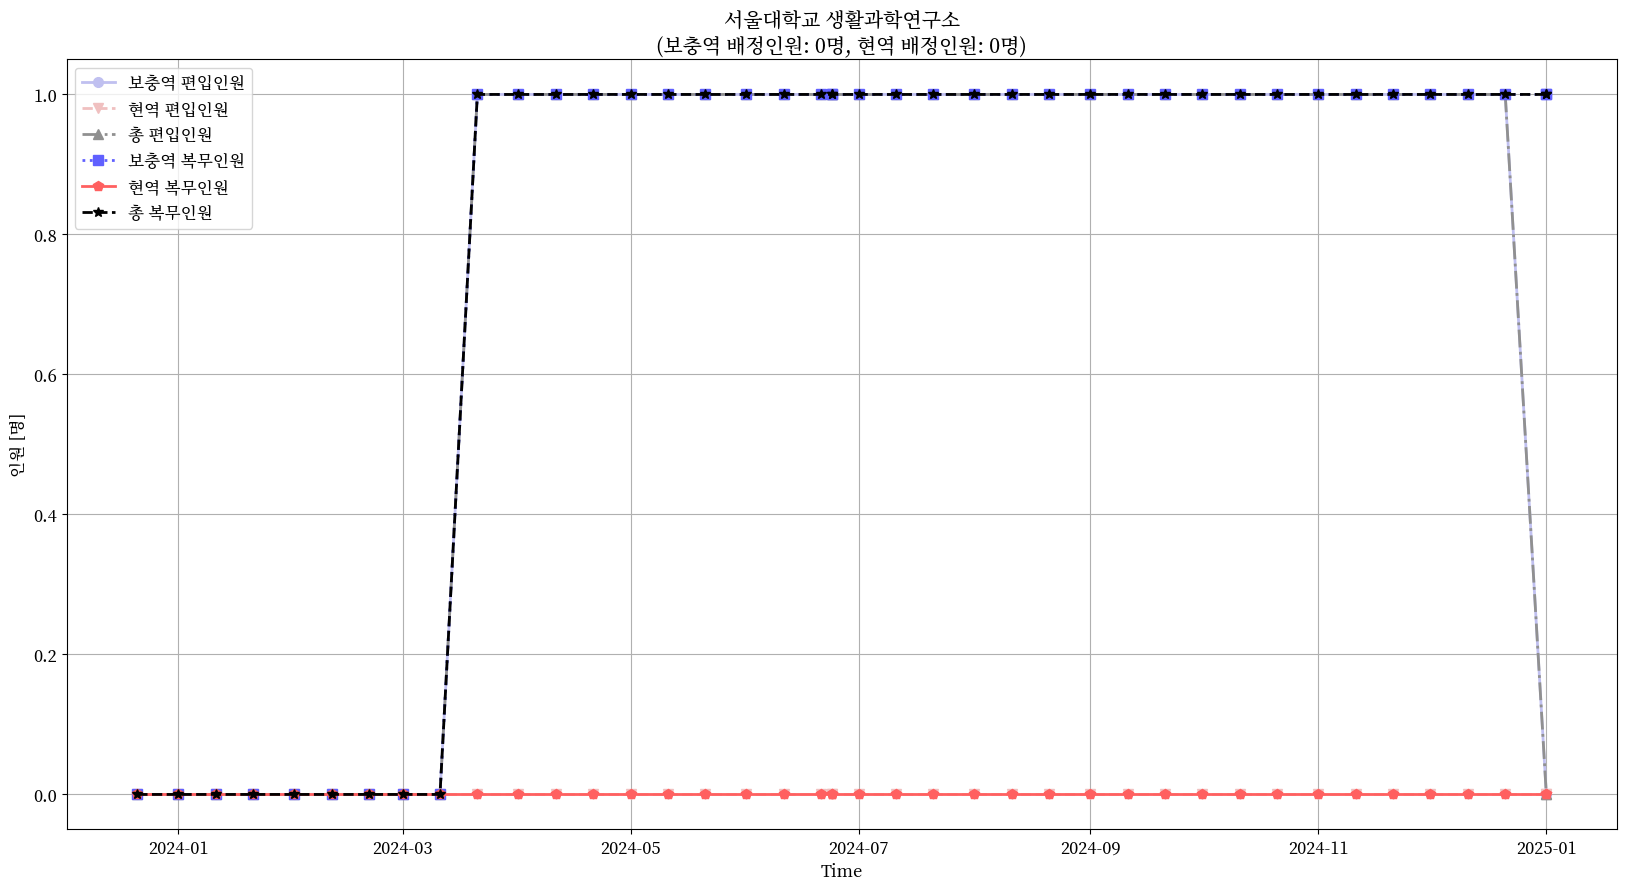 서울대학교 생활과학연구소
(보충역 배정인원: 0명, 현역 배정인원: 0명)
보충역 편입인원
현역 편입인원
총 편입인원
보충역 복무인원
현역 복무인원
총 복무인원
인원 [명]
1.0
0.8
0.6
0.4
0.2
0.0
2024-01
2024-03
2024-05
2024-07
2024-09
2024-11
2025-01
Time